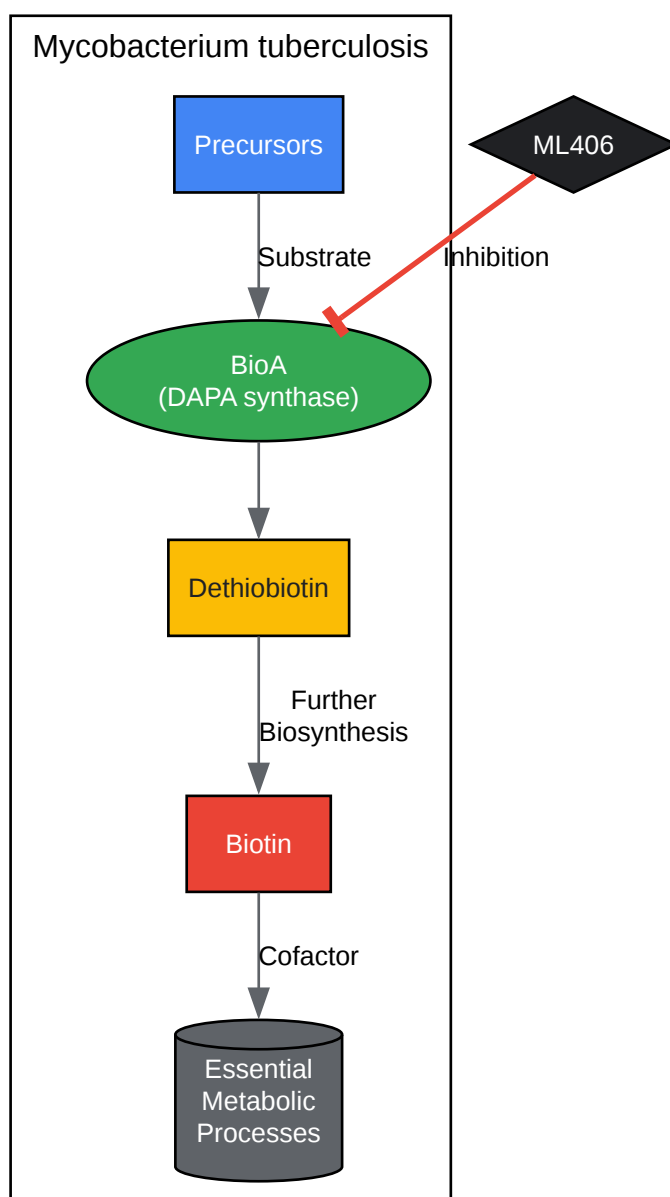 Mycobacterium tuberculosis
Precursors
ML406
Substrate
Inhibition
BioA
(DAPA synthase)
Dethiobiotin
Further
Biosynthesis
Biotin
Cofactor
Essential
Metabolic
Processes